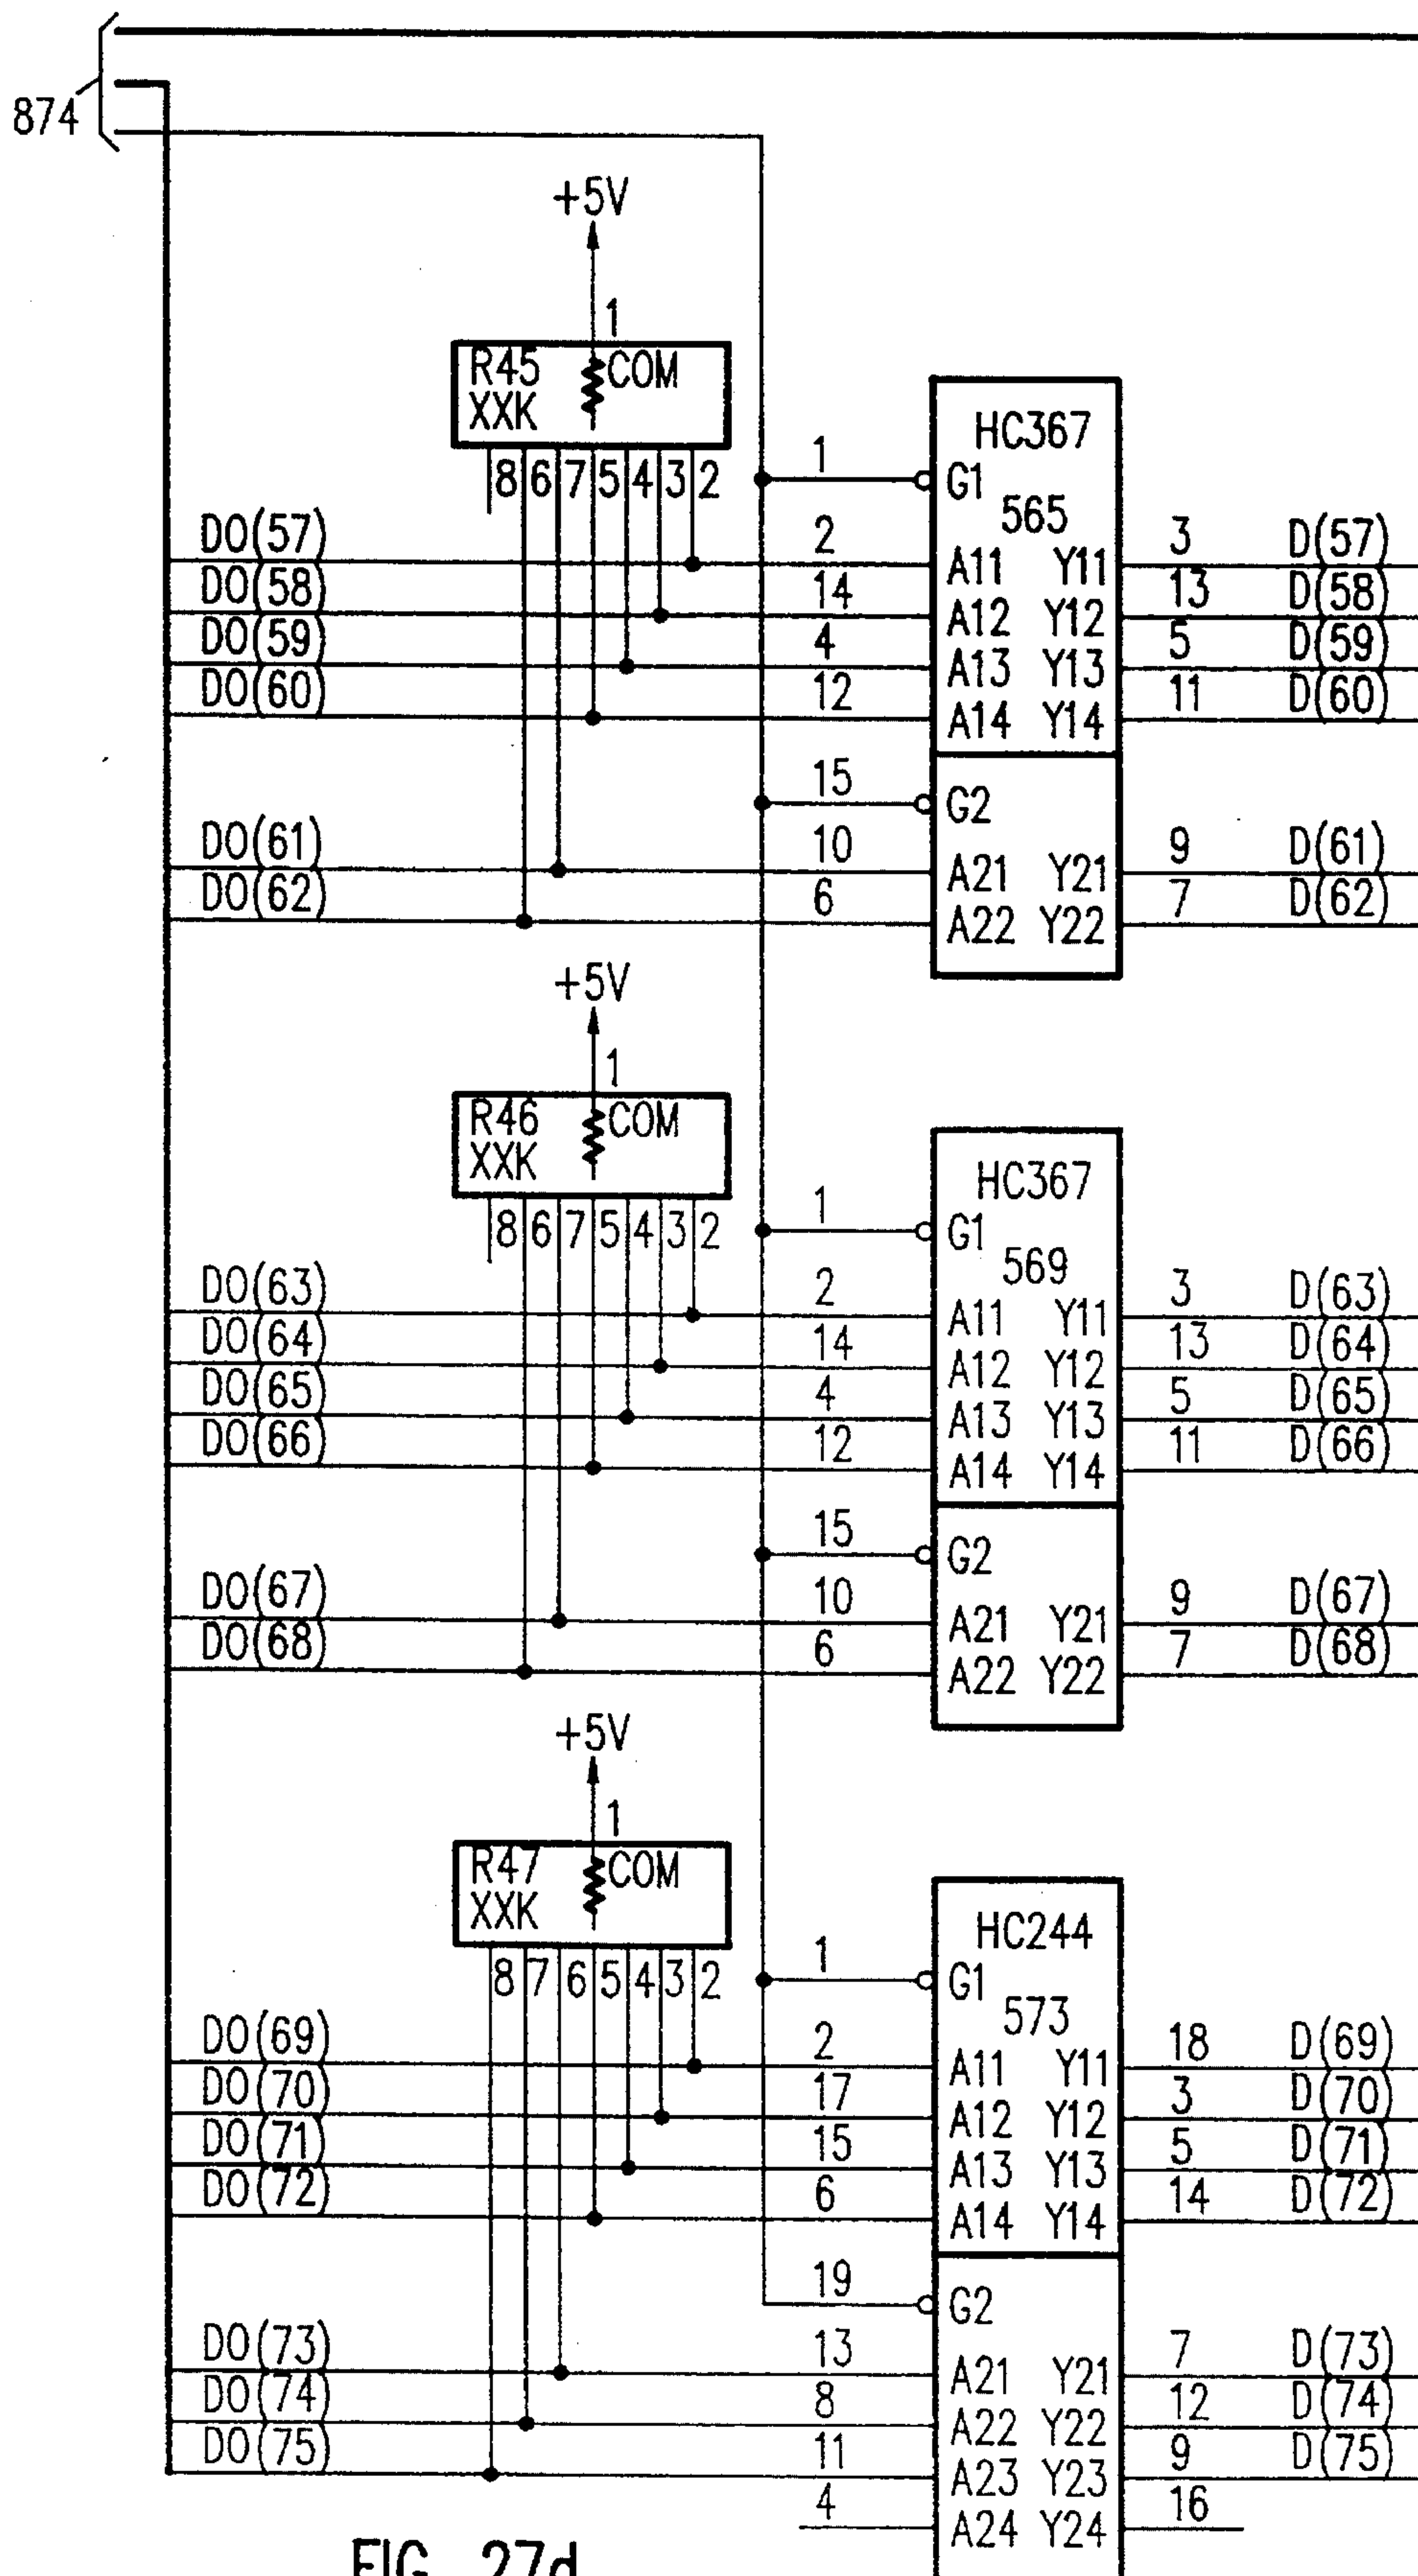 874
+5V
1
R45 COM
XXK
8 6 7 5 4 3 2
HC367
1 G1
565
DO(57) 2 A11 Y11 3 D(57)
DO(58) 14 A12 Y12 13 D(58)
DO(59) 4 A13 Y13 5 D(59)
DO(60) 12 A14 Y14 11 D(60)
15 G2
DO(61) 10 A21 Y21 9 D(61)
DO(62) 6 A22 Y22 7 D(62)
+5V
1
R46 COM
XXK
8 6 7 5 4 3 2
HC367
1 G1
569
DO(63) 2 A11 Y11 3 D(63)
DO(64) 14 A12 Y12 13 D(64)
DO(65) 4 A13 Y13 5 D(65)
DO(66) 12 A14 Y14 11 D(66)
15 G2
DO(67) 10 A21 Y21 9 D(67)
DO(68) 6 A22 Y22 7 D(68)
+5V
1
R47 COM
XXK
8 7 6 5 4 3 2
HC244
1 G1
573
DO(69) 2 A11 Y11 18 D(69)
DO(70) 17 A12 Y12 3 D(70)
DO(71) 15 A13 Y13 5 D(71)
DO(72) 6 A14 Y14 14 D(72)
19 G2
DO(73) 13 A21 Y21 7 D(73)
DO(74) 8 A22 Y22 12 D(74)
DO(75) 11 A23 Y23 9 D(75)
4 A24 Y24 16
FIG. 27d